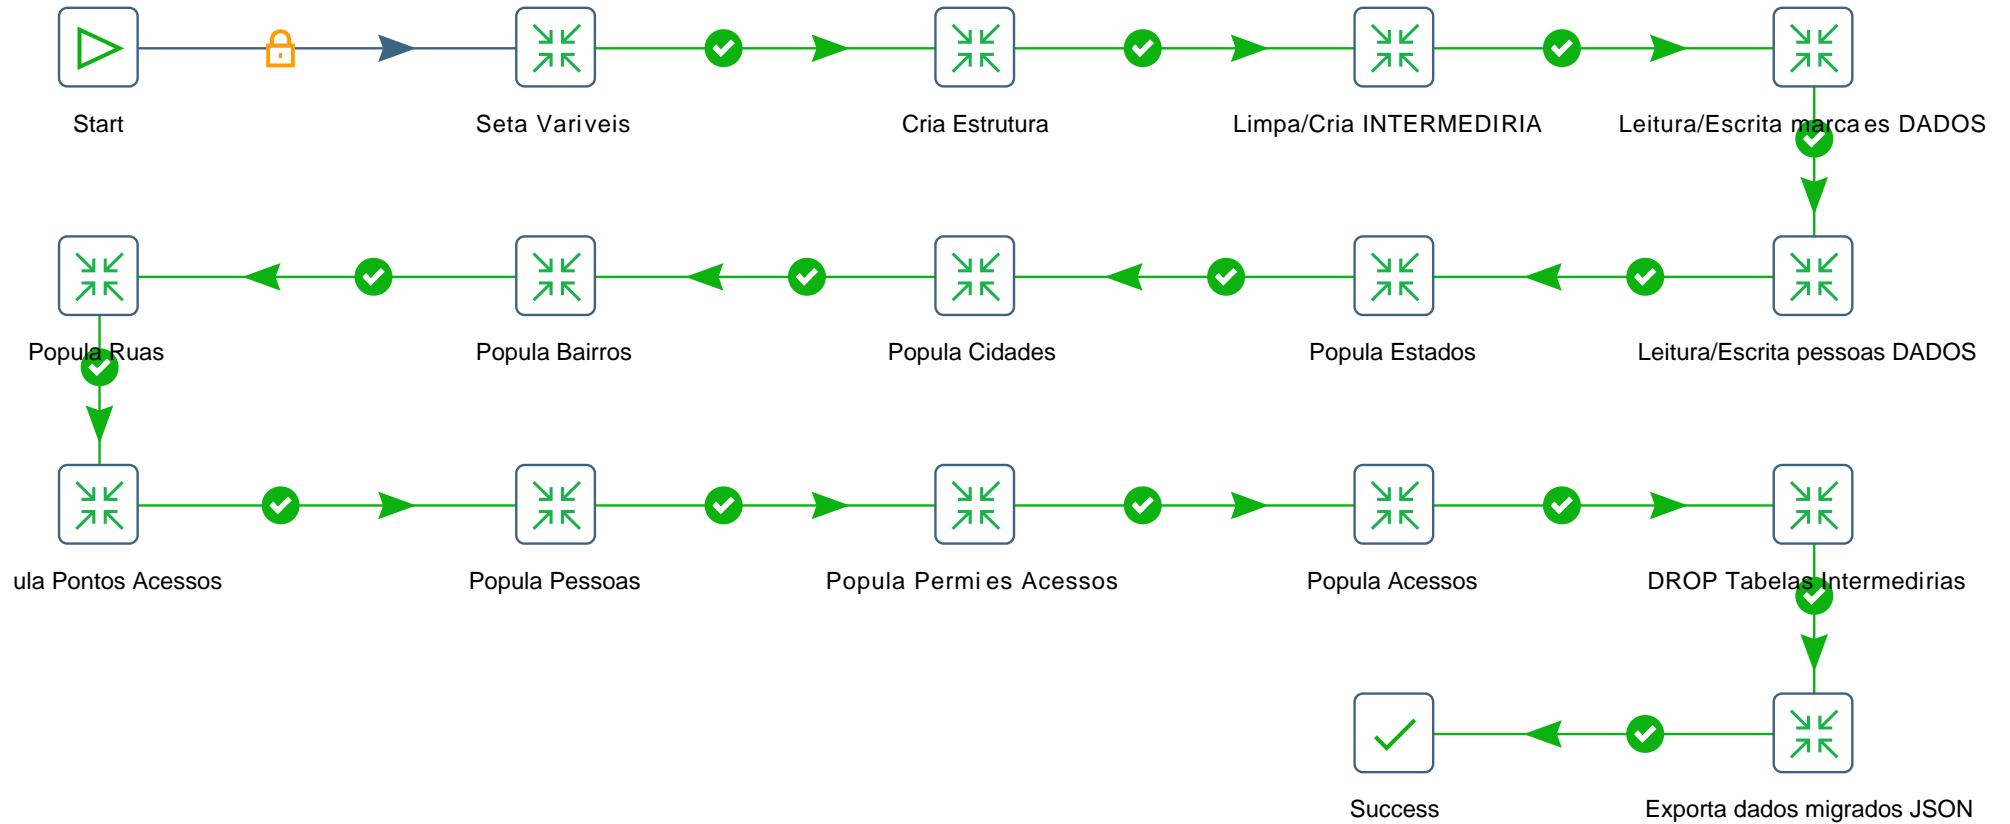 Start
Seta Variveis
Cria Estrutura
Limpa/Cria INTERMEDIRIA
Leitura/Escrita marca es DADOS
Popula Ruas
Popula Bairros
Popula Cidades
Popula Estados
Leitura/Escrita pessoas DADOS
ula Pontos Acessos
Popula Pessoas
Popula Permi es Acessos
Popula Acessos
DROP Tabelas Intermedirias
Success
Exporta dados migrados JSON